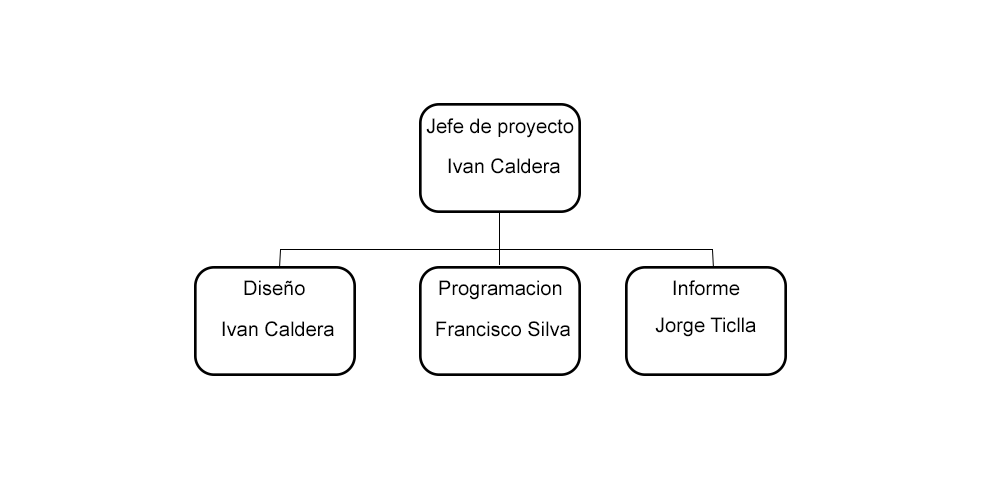 Jefe de proyecto
Ivan Caldera
Diseño
Ivan Caldera
Programacion
Francisco Silva
Informe
Jorge Ticlla